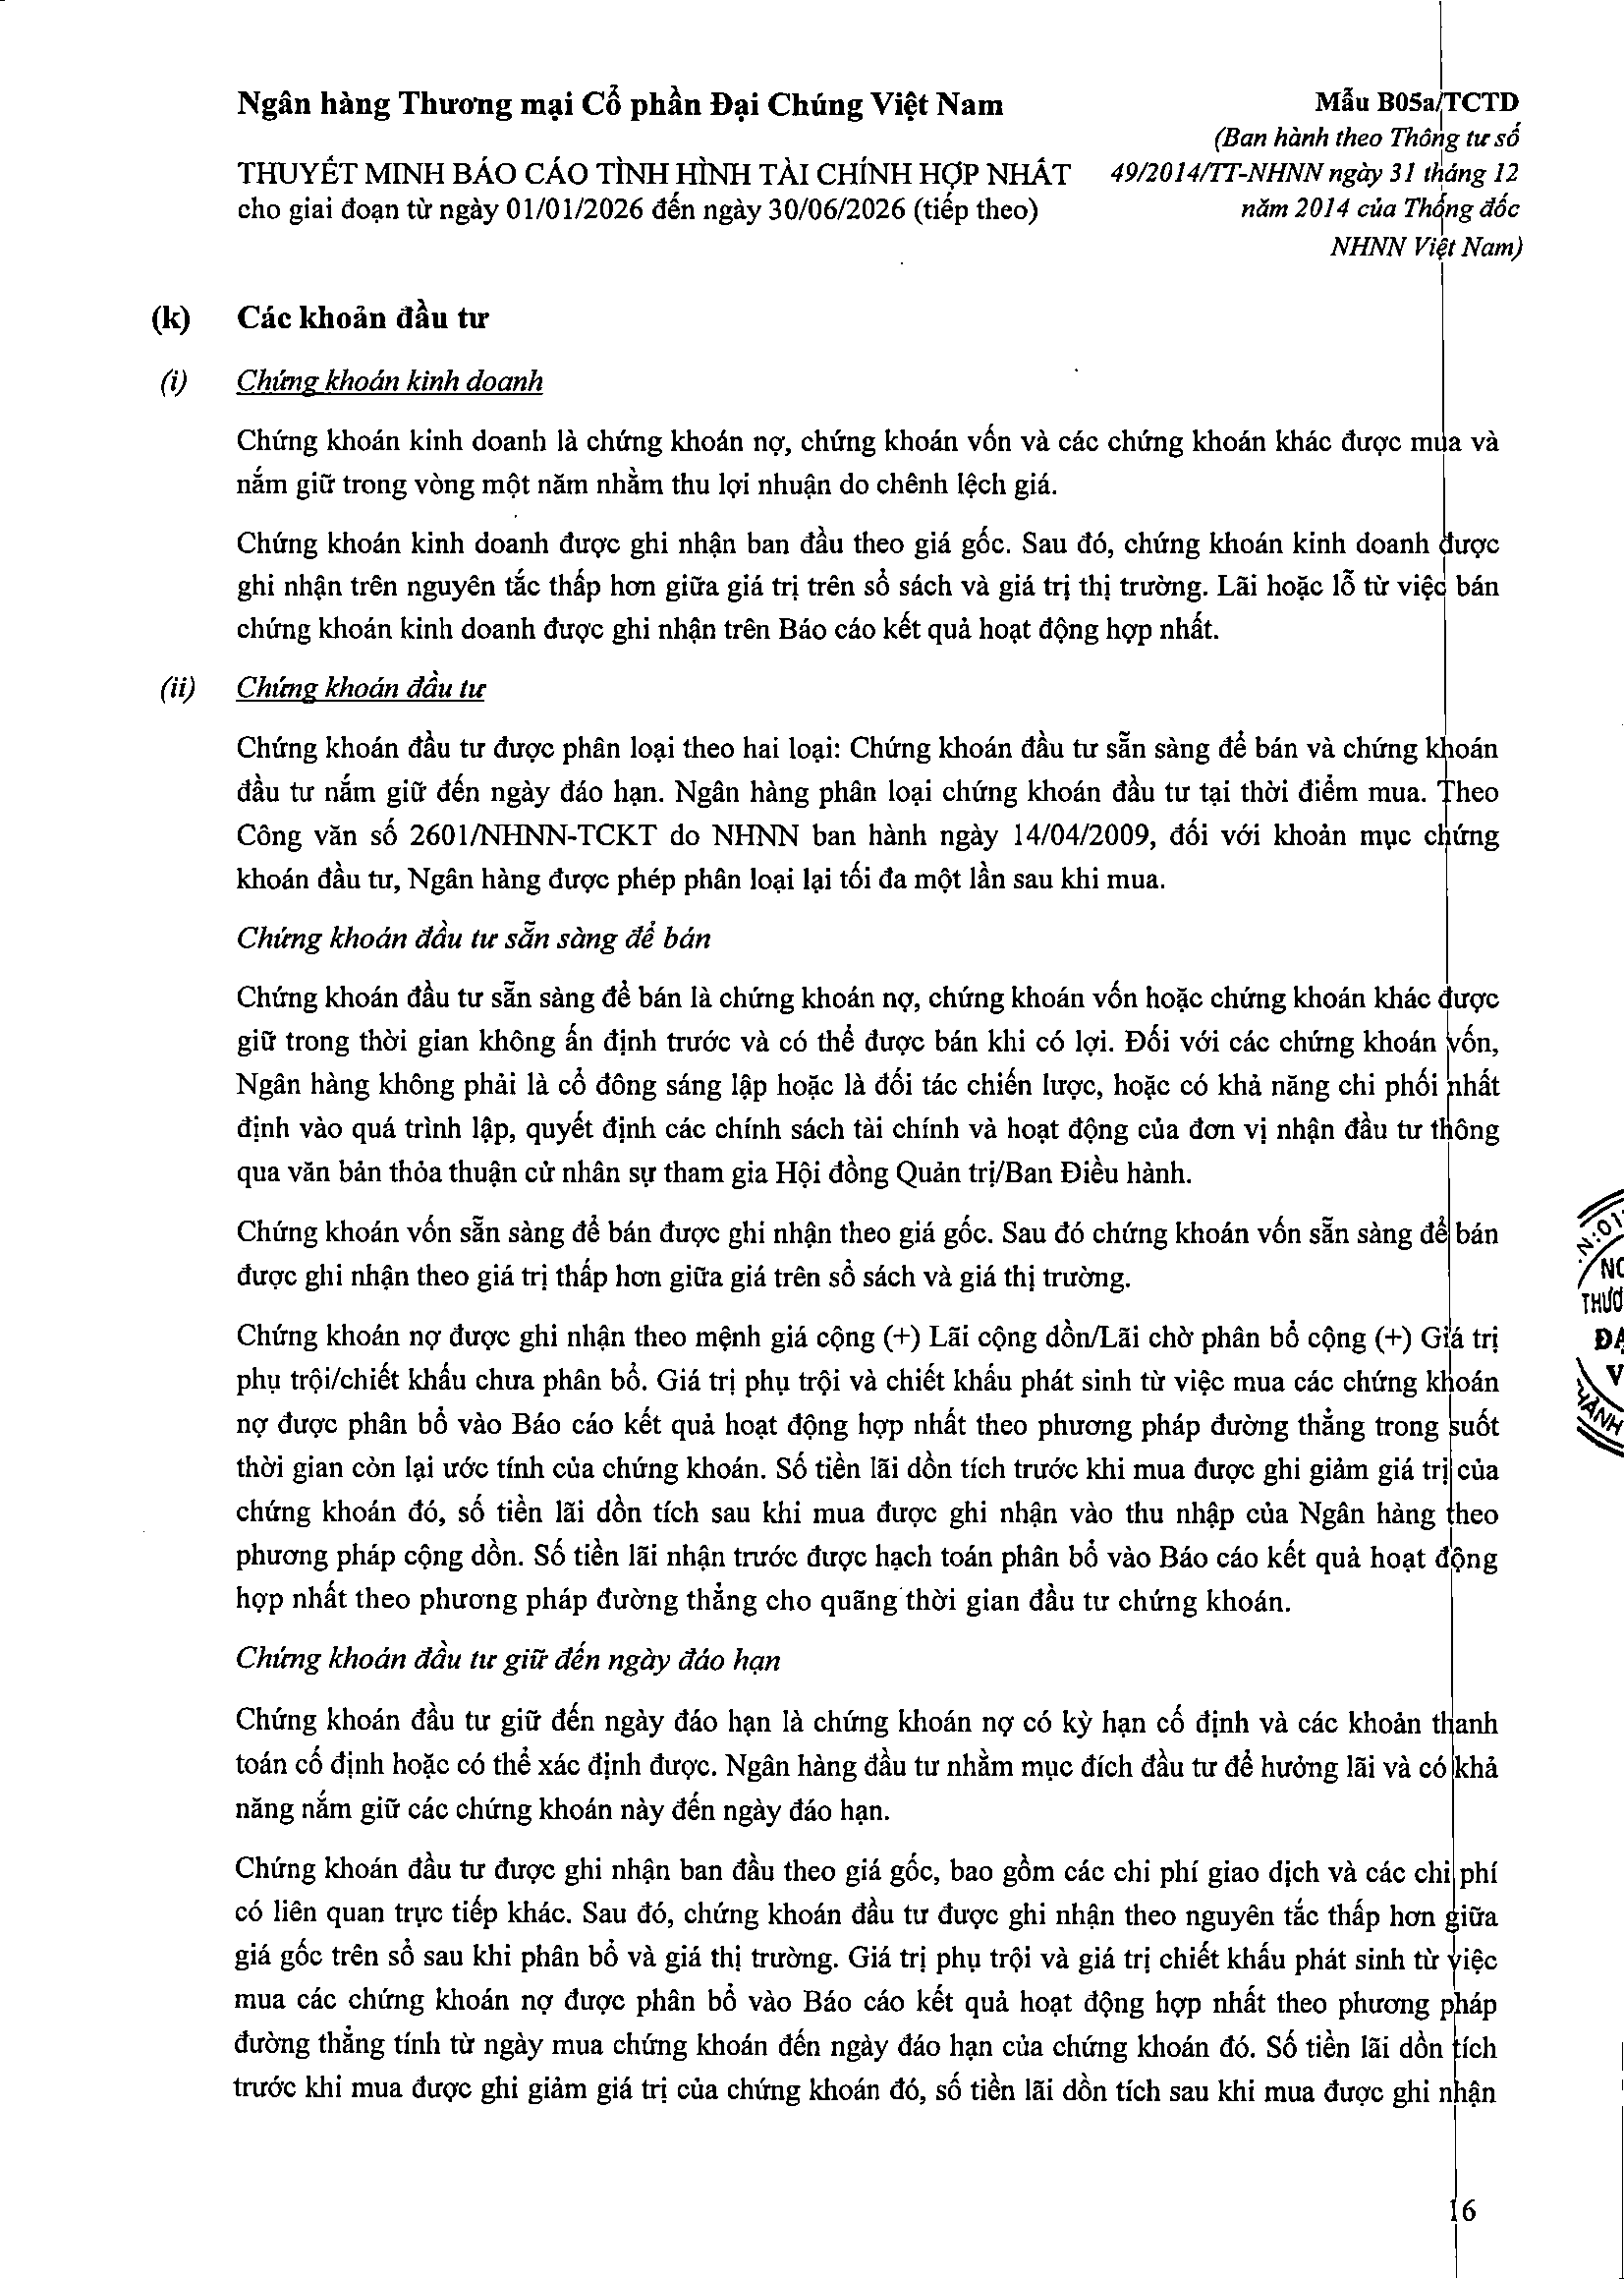 Ngân hàng Thương mại Cổ phần Đại Chúng Việt Nam
Mẫu B05a/TCTD
(Ban hành theo Thông tư số
49/2014/TT-NHNN ngày 31 tháng 12
năm 2014 của Thống đốc
NHNN Việt Nam)
THUYẾT MINH BÁO CÁO TÌNH HÌNH TÀI CHÍNH HỢP NHẤT
cho giai đoạn từ ngày 01/01/2026 đến ngày 30/06/2026 (tiếp theo)
(k) Các khoản đầu tư
(i) Chứng khoán kinh doanh
Chứng khoán kinh doanh là chứng khoán nợ, chứng khoán vốn và các chứng khoán khác được mua và
nắm giữ trong vòng một năm nhằm thu lợi nhuận do chênh lệch giá.
Chứng khoán kinh doanh được ghi nhận ban đầu theo giá gốc. Sau đó, chứng khoán kinh doanh được
ghi nhận trên nguyên tắc thấp hơn giữa giá trị trên sổ sách và giá trị thị trường. Lãi hoặc lỗ từ việc bán
chứng khoán kinh doanh được ghi nhận trên Báo cáo kết quả hoạt động hợp nhất.
(ii) Chứng khoán đầu tư
Chứng khoán đầu tư được phân loại theo hai loại: Chứng khoán đầu tư sẵn sàng để bán và chứng khoán
đầu tư nắm giữ đến ngày đáo hạn. Ngân hàng phân loại chứng khoán đầu tư tại thời điểm mua. Theo
Công văn số 2601/NHNN-TCKT do NHNN ban hành ngày 14/04/2009, đối với khoản mục chứng
khoán đầu tư, Ngân hàng được phép phân loại lại tối đa một lần sau khi mua.
Chứng khoán đầu tư sẵn sàng để bán
Chứng khoán đầu tư sẵn sàng để bán là chứng khoán nợ, chứng khoán vốn hoặc chứng khoán khác được
giữ trong thời gian không ấn định trước và có thể được bán khi có lợi. Đối với các chứng khoán vốn,
Ngân hàng không phải là cổ đông sáng lập hoặc là đối tác chiến lược, hoặc có khả năng chi phối nhất
định vào quá trình lập, quyết định các chính sách tài chính và hoạt động của đơn vị nhận đầu tư thông
qua văn bản thỏa thuận cử nhân sự tham gia Hội đồng Quản trị/Ban Điều hành.
Chứng khoán vốn sẵn sàng để bán được ghi nhận theo giá gốc. Sau đó chứng khoán vốn sẵn sàng để bán
được ghi nhận theo giá trị thấp hơn giữa giá trên sổ sách và giá thị trường.
Chứng khoán nợ được ghi nhận theo mệnh giá cộng (+) Lãi cộng dồn/Lãi chờ phân bổ cộng (+) Giá trị
phụ trội/chiết khấu chưa phân bổ. Giá trị phụ trội và chiết khấu phát sinh từ việc mua các chứng khoán
nợ được phân bổ vào Báo cáo kết quả hoạt động hợp nhất theo phương pháp đường thẳng trong suốt
thời gian còn lại ước tính của chứng khoán. Số tiền lãi dồn tích trước khi mua được ghi giảm giá trị của
chứng khoán đó, số tiền lãi dồn tích sau khi mua được ghi nhận vào thu nhập của Ngân hàng theo
phương pháp cộng dồn. Số tiền lãi nhận trước được hạch toán phân bổ vào Báo cáo kết quả hoạt động
hợp nhất theo phương pháp đường thẳng cho quãng thời gian đầu tư chứng khoán.
Chứng khoán đầu tư giữ đến ngày đáo hạn
Chứng khoán đầu tư giữ đến ngày đáo hạn là chứng khoán nợ có kỳ hạn cố định và các khoản thanh
toán cố định hoặc có thể xác định được. Ngân hàng đầu tư nhằm mục đích đầu tư để hưởng lãi và có khả
năng nắm giữ các chứng khoán này đến ngày đáo hạn.
Chứng khoán đầu tư được ghi nhận ban đầu theo giá gốc, bao gồm các chi phí giao dịch và các chi phí
có liên quan trực tiếp khác. Sau đó, chứng khoán đầu tư được ghi nhận theo nguyên tắc thấp hơn giữa
giá gốc trên sổ sau khi phân bổ và giá thị trường. Giá trị phụ trội và giá trị chiết khấu phát sinh từ việc
mua các chứng khoán nợ được phân bổ vào Báo cáo kết quả hoạt động hợp nhất theo phương pháp
đường thẳng tính từ ngày mua chứng khoán đến ngày đáo hạn của chứng khoán đó. Số tiền lãi dồn tích
trước khi mua được ghi giảm giá trị của chứng khoán đó, số tiền lãi dồn tích sau khi mua được ghi nhận
16